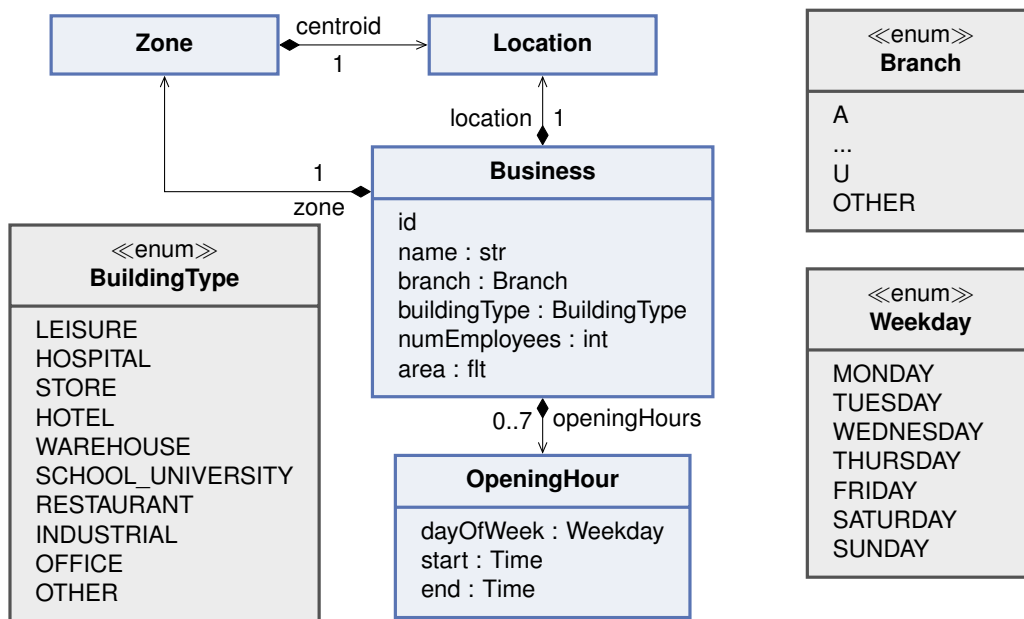 Zone
centroid
1
Location
location
1
Business
id
name : str
branch : Branch
buildingType : BuildingType
numEmployees : int
area : flt
1
zone
0..7
openingHours
OpeningHour
dayOfWeek : Weekday
start : Time
end : Time
≪enum≫
BuildingType
LEISURE
HOSPITAL
STORE
HOTEL
WAREHOUSE
SCHOOL_UNIVERSITY
RESTAURANT
INDUSTRIAL
OFFICE
OTHER
≪enum≫
Branch
A
...
U
OTHER
≪enum≫
Weekday
MONDAY
TUESDAY
WEDNESDAY
THURSDAY
FRIDAY
SATURDAY
SUNDAY